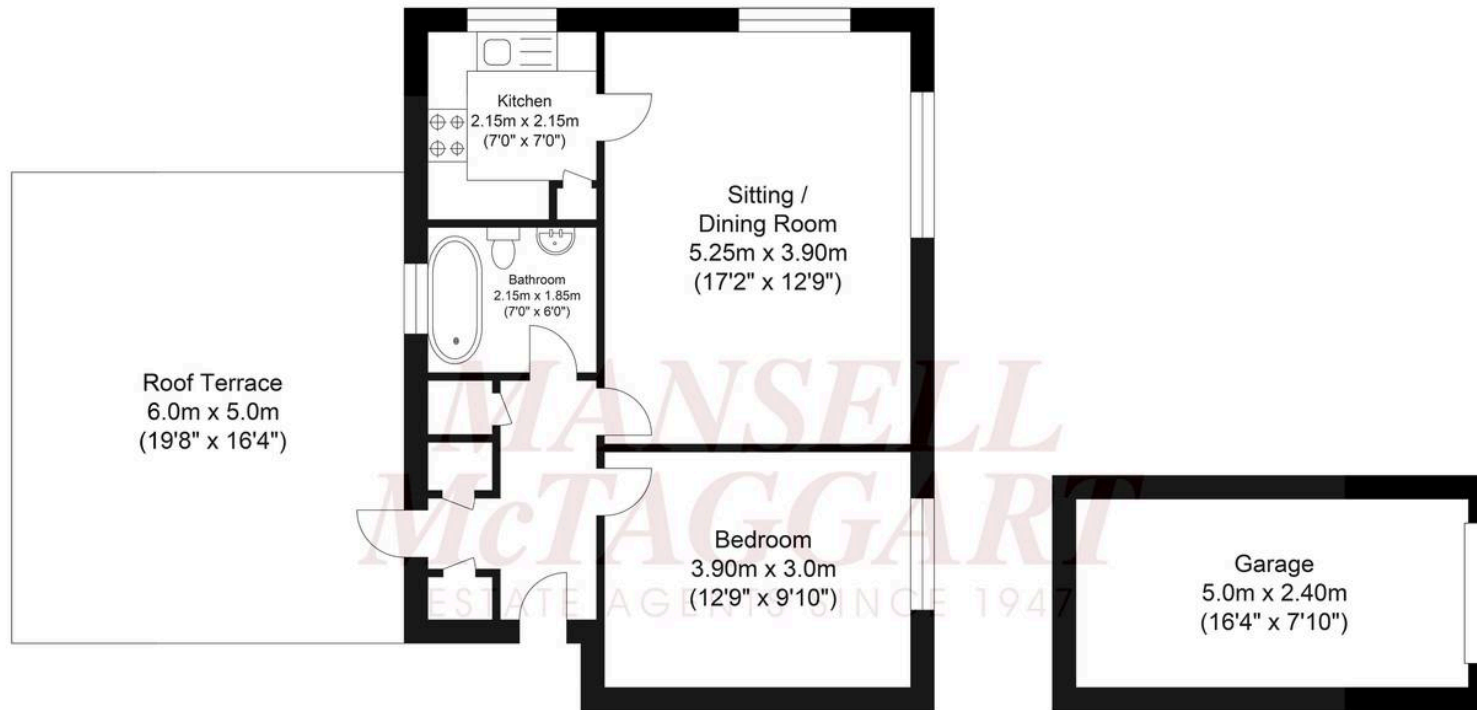 Kitchen
2.15m x 2.15m
(7'0" x 7'0")
Sitting /
Dining Room
5.25m x 3.90m
(17'2" x 12'9")
Bathroom
2.15m x 1.85m
(7'0" x 6'0")
Roof Terrace
6.0m x 5.0m
(19'8" x 16'4")
MANSELL
McTAGGART
ESTATE AGENTS SINCE 1947
Bedroom
3.90m x 3.0m
(12'9" x 9'10")
Garage
5.0m x 2.40m
(16'4" x 7'10")